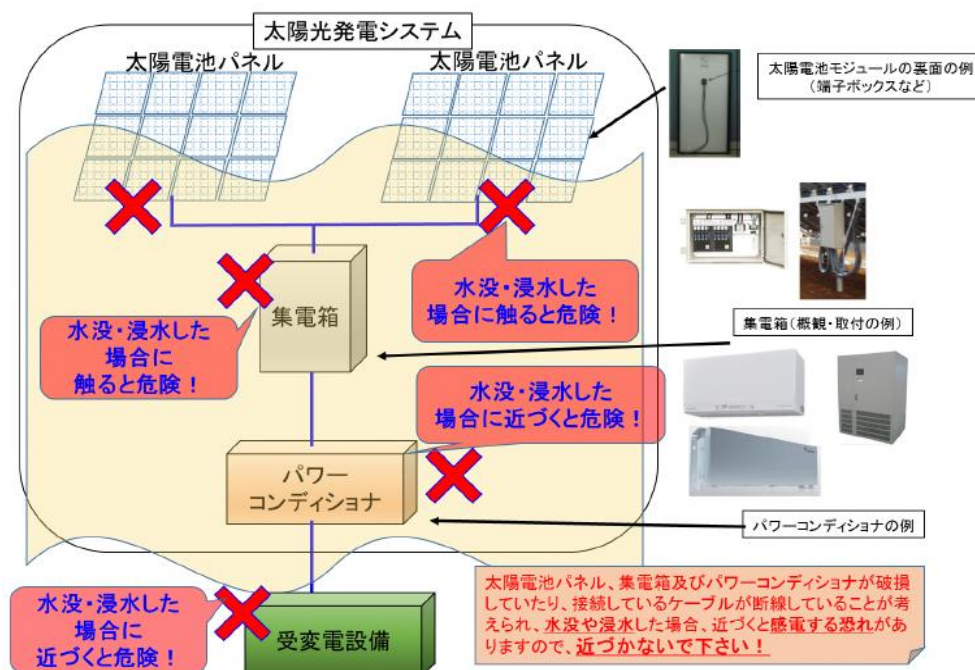 太陽光発電システム
太陽電池パネル
太陽電池パネル
太陽電池モジュールの裏面の例
（端子ボックスなど）
水没・浸水した
場合に触ると危険！
集電箱
水没・浸水した
場合に
触ると危険！
集電箱（概観・取付の例）
水没・浸水した
場合に近づくと危険！
パワー
コンディショナ
パワーコンディショナの例
水没・浸水した
場合に
近づくと危険！
受変電設備
太陽電池パネル、集電箱及びパワーコンディショナが破損
していたり、接続しているケーブルが断線していることが考
えられ、水没や浸水した場合、近づくと感電する恐れがあ
りますので、近づかないで下さい！